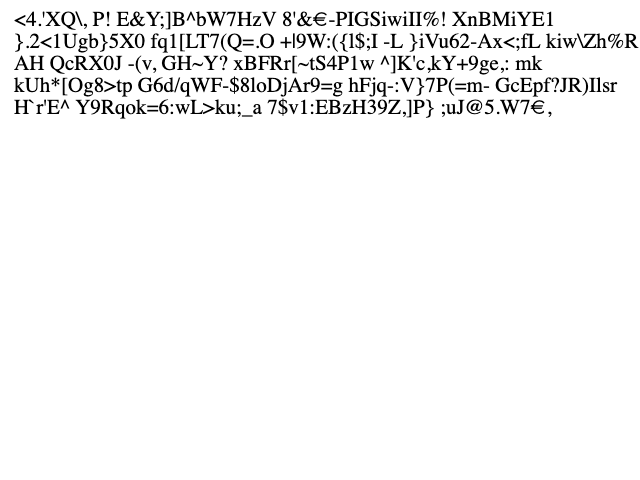 <4.'XQ\, P! E&Y;]B^bW7HzV 8'&€-PIGSiwiII%! XnBMiYE1
}.2<1Ugb}5X0 fq1[LT7(Q=.O +l9W:({l$;I -L }iVu62-Ax<;fL kiw\Zh%R
AH QcRX0J -(v, GH~Y? xBFRr[~tS4P1w ^]K'c,kY+9ge,: mk
kUh*[Og8>tp G6d/qWF-$8loDjAr9=g hFjq-:V}7P(=m- GcEpf?JR)Ilsr
H`r'E^ Y9Rqok=6:wL>ku;_a 7$v1:EBzH39Z,]P} ;uJ@5.W7€,